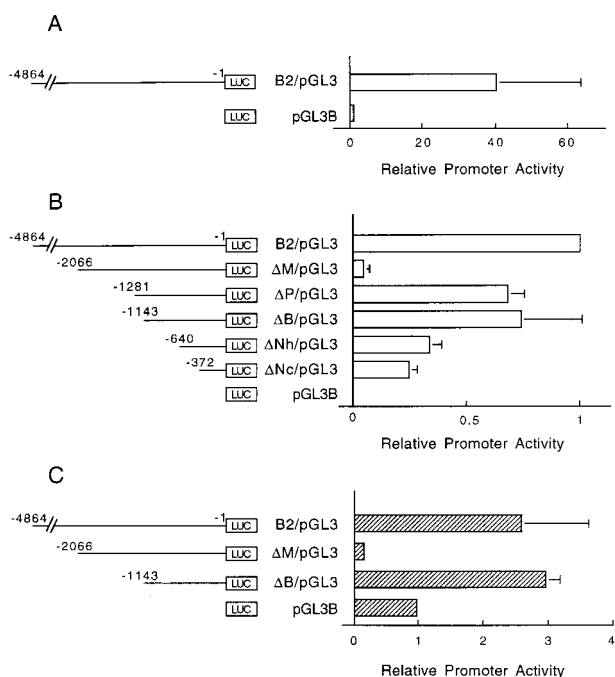 A
-4864
-1
LUC
B2/pGL3
LUC
pGL3B
0 20 40 60
Relative Promoter Activity
B
-4864
-1
LUC
B2/pGL3
-2066
LUC
ΔM/pGL3
-1281
LUC
ΔP/pGL3
-1143
LUC
ΔB/pGL3
-640
LUC
ΔNh/pGL3
-372
LUC
ΔNc/pGL3
LUC
pGL3B
0 0.5 1
Relative Promoter Activity
C
-4864
-1
LUC
B2/pGL3
-2066
LUC
ΔM/pGL3
-1143
LUC
ΔB/pGL3
LUC
pGL3B
0 1 2 3 4
Relative Promoter Activity